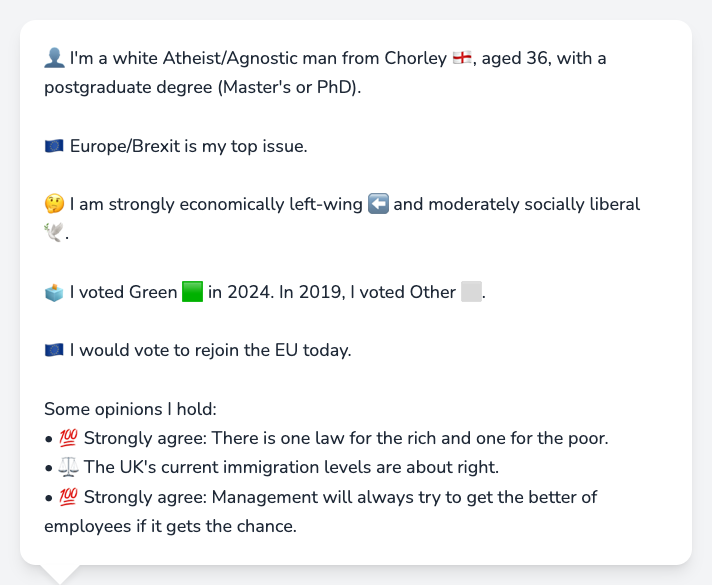 👤 I'm a white Atheist/Agnostic man from Chorley 🏴󠁧󠁢󠁥󠁮󠁧󠁿, aged 36, with a
postgraduate degree (Master's or PhD).
🇪🇺 Europe/Brexit is my top issue.
🤔 I am strongly economically left-wing ⬅️ and moderately socially liberal
🕊️.
🗳️ I voted Green 🟩 in 2024. In 2019, I voted Other ⬜.
🇪🇺 I would vote to rejoin the EU today.
Some opinions I hold:
• 💯 Strongly agree: There is one law for the rich and one for the poor.
• ⚖️ The UK's current immigration levels are about right.
• 💯 Strongly agree: Management will always try to get the better of
employees if it gets the chance.